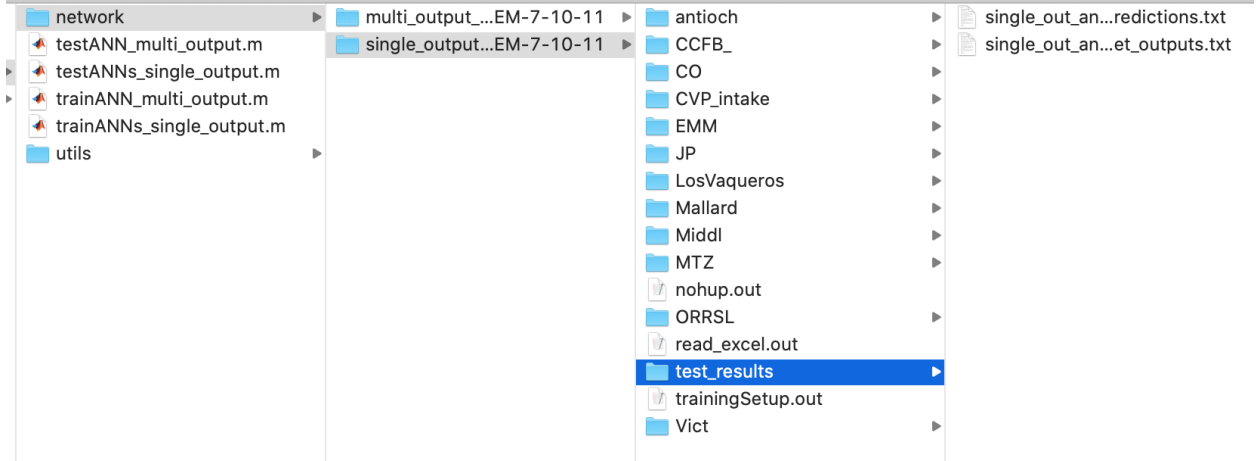 network
testANN_multi_output.m
testANNs_single_output.m
trainANN_multi_output.m
trainANNs_single_output.m
utils
multi_output_...EM-7-10-11
single_output...EM-7-10-11
antioch
CCFB_
CO
CVP_intake
EMM
JP
LosVaqueros
Mallard
Middl
MTZ
nohup.out
ORRSL
read_excel.out
test_results
trainingSetup.out
Vict
single_out_an...redictions.txt
single_out_an...et_outputs.txt